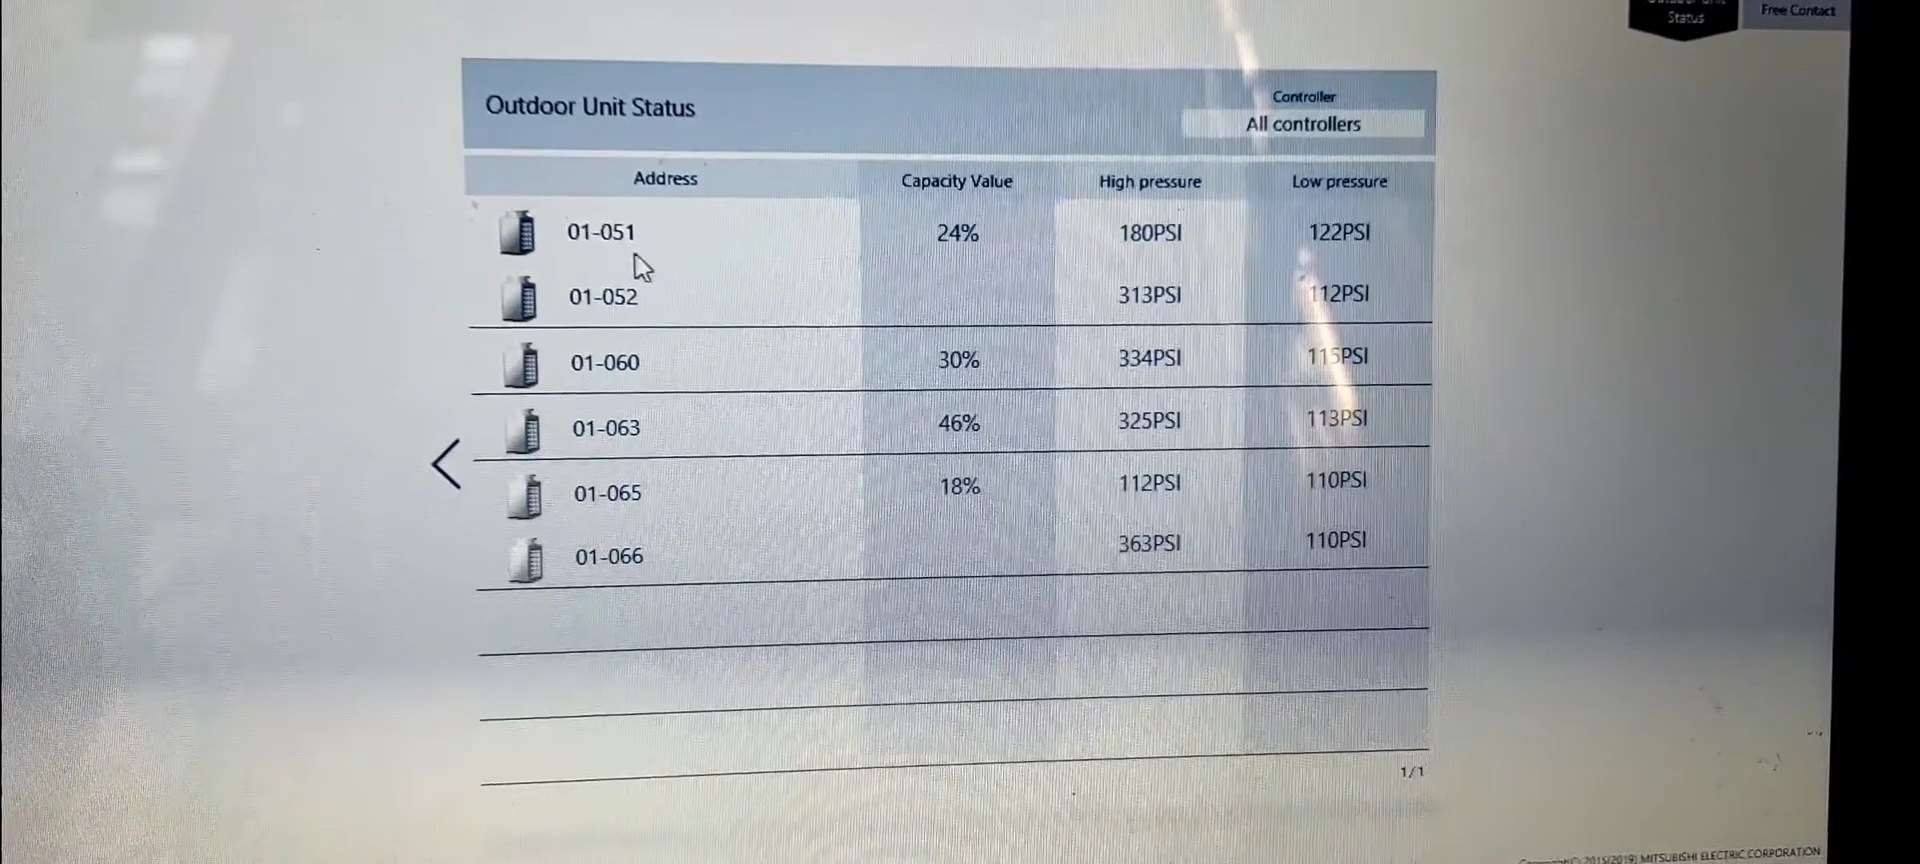 Status
Free Contact
Outdoor Unit Status
Controller
All controllers
Address Capacity Value High pressure Low pressure
01-051 24% 180PSI 122PSI
01-052 313PSI 112PSI
01-060 30% 334PSI 115PSI
01-063 46% 325PSI 113PSI
01-065 18% 112PSI 110PSI
01-066 363PSI 110PSI
1/1
MITSUBISHI ELECTRIC CORPORATION